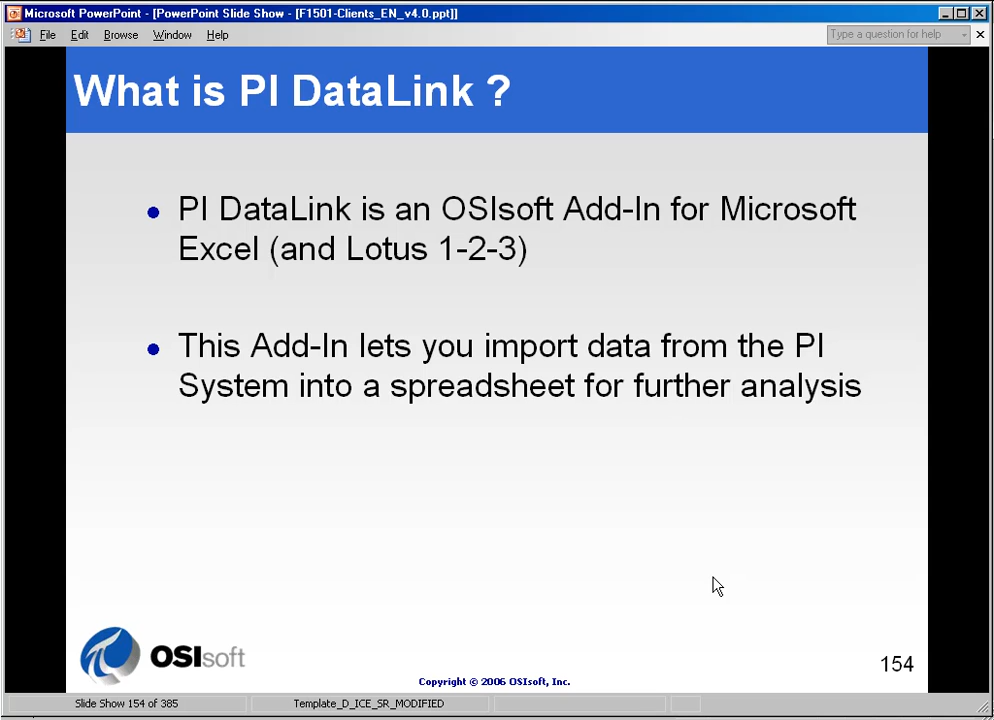 Microsoft PowerPoint - [PowerPoint Slide Show - [F1501-Clients_EN_v4.0.ppt]]
File Edit Browse Window Help
Type a question for help
What is PI DataLink ?
• PI DataLink is an OSIsoft Add-In for Microsoft
Excel (and Lotus 1-2-3)
• This Add-In lets you import data from the PI
System into a spreadsheet for further analysis
OSIsoft
154
Copyright © 2006 OSIsoft, Inc.
Slide Show 154 of 385
Template_D_ICE_SR_MODIFIED